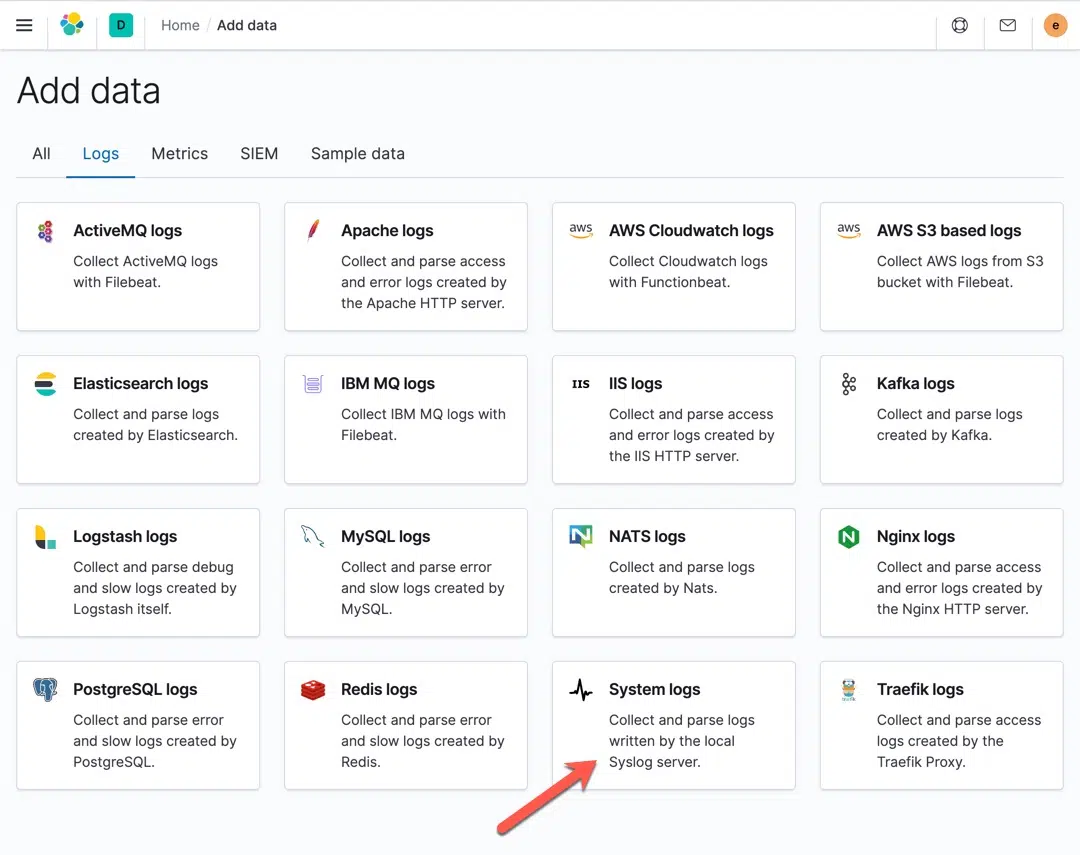 D Home / Add data e
Add data
All Logs Metrics SIEM Sample data
ActiveMQ logs
Collect ActiveMQ logs
with Filebeat.
Apache logs
Collect and parse access
and error logs created by
the Apache HTTP server.
aws AWS Cloudwatch logs
Collect Cloudwatch logs
with Functionbeat.
aws AWS S3 based logs
Collect AWS logs from S3
bucket with Filebeat.
Elasticsearch logs
Collect and parse logs
created by Elasticsearch.
IBM MQ logs
Collect IBM MQ logs with
Filebeat.
IIS IIS logs
Collect and parse access
and error logs created by
the IIS HTTP server.
Kafka logs
Collect and parse logs
created by Kafka.
Logstash logs
Collect and parse debug
and slow logs created by
Logstash itself.
MySQL logs
Collect and parse error
and slow logs created by
MySQL.
N NATS logs
Collect and parse logs
created by Nats.
N Nginx logs
Collect and parse access
and error logs created by
the Nginx HTTP server.
PostgreSQL logs
Collect and parse error
and slow logs created by
PostgreSQL.
Redis logs
Collect and parse error
and slow logs created by
Redis.
System logs
Collect and parse logs
written by the local
Syslog server.
Traefik logs
Collect and parse access
logs created by the
Traefik Proxy.